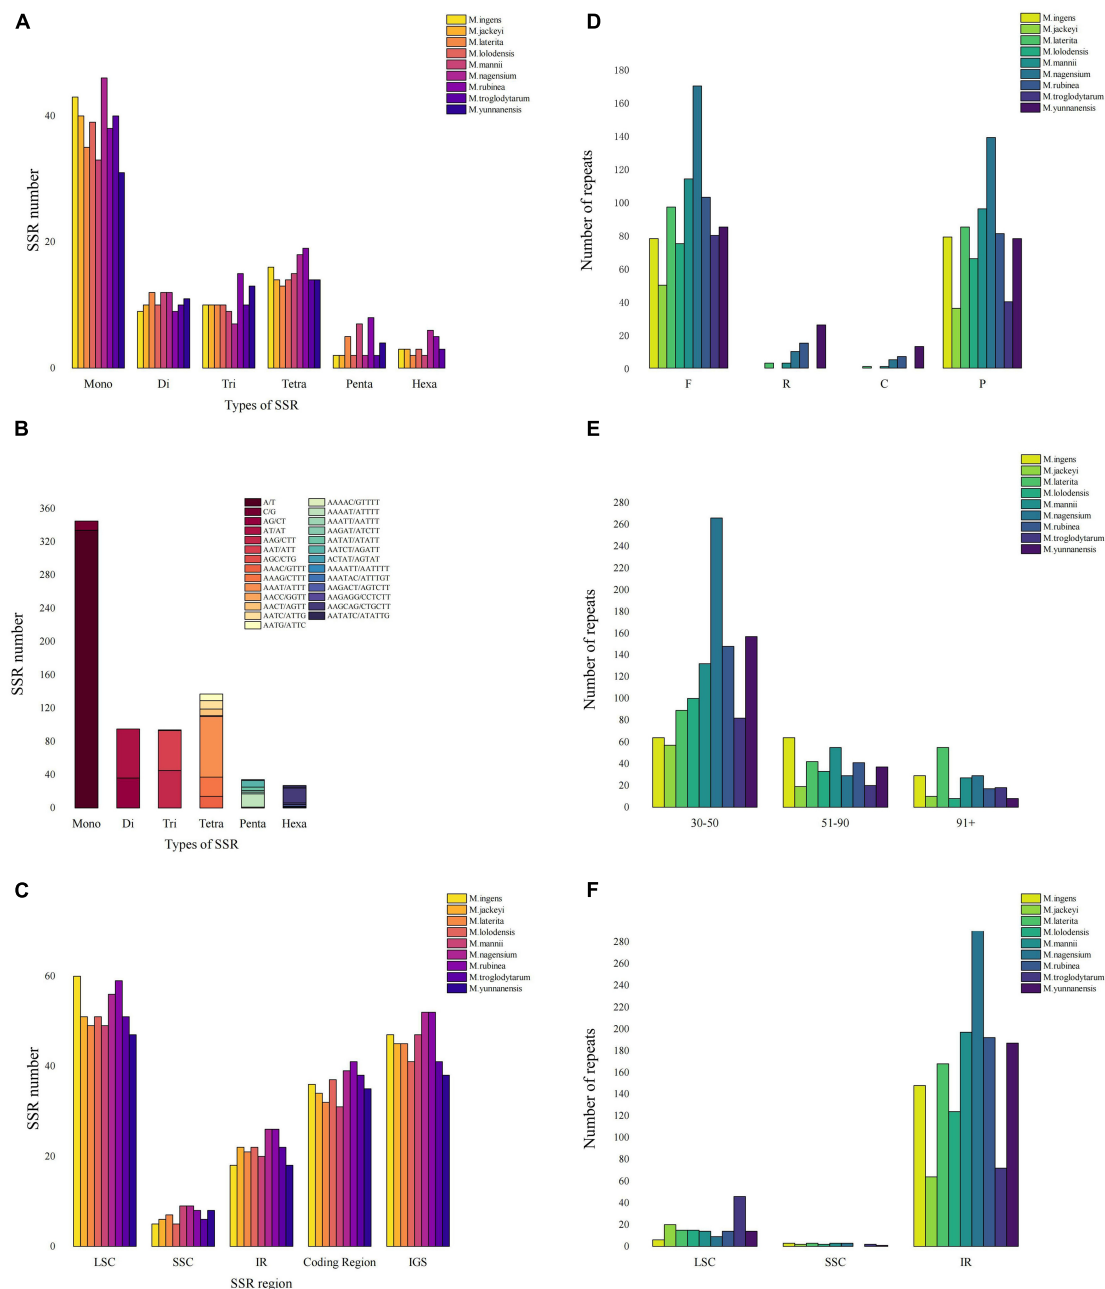 A
M.ingens
M.jackeyi
M.laterita
M.lolodensis
M.mannii
M.nagensium
M.rubinea
M.troglodytarum
M.yunnanensis
SSR number
40
20
0
Mono Di Tri Tetra Penta Hexa
Types of SSR
B
A/T
C/G
AG/CT
AT/AT
AAG/CTT
AAT/ATT
AGC/CTG
AAAC/GTTT
AAAG/CTTT
AAAT/ATTT
AACC/GGTT
AACT/AGTT
AATC/ATTG
AATG/ATTC
AAAAC/GTTTT
AAAAT/ATTTT
AAATT/AATTT
AAGAT/ATCTT
AATAT/ATATT
AATCT/AGATT
ACTAT/AGTAT
AAAATT/AATTTT
AAATAC/ATTTGT
AAGACT/AGTCTT
AAGAGG/CCTCTT
AAGCAG/CTGCTT
AATATC/ATATTG
SSR number
360
320
280
240
200
160
120
80
40
0
Mono Di Tri Tetra Penta Hexa
Types of SSR
C
M.ingens
M.jackeyi
M.laterita
M.lolodensis
M.mannii
M.nagensium
M.rubinea
M.troglodytarum
M.yunnanensis
SSR number
60
40
20
0
LSC SSC IR Coding Region IGS
SSR region
D
M.ingens
M.jackeyi
M.laterita
M.lolodensis
M.mannii
M.nagensium
M.rubinea
M.troglodytarum
M.yunnanensis
Number of repeats
180
160
140
120
100
80
60
40
20
0
F R C P
E
M.ingens
M.jackeyi
M.laterita
M.lolodensis
M.mannii
M.nagensium
M.rubinea
M.troglodytarum
M.yunnanensis
Number of repeats
280
260
240
220
200
180
160
140
120
100
80
60
40
20
0
30-50 51-90 91+
F
M.ingens
M.jackeyi
M.laterita
M.lolodensis
M.mannii
M.nagensium
M.rubinea
M.troglodytarum
M.yunnanensis
Number of repeats
280
260
240
220
200
180
160
140
120
100
80
60
40
20
0
LSC SSC IR